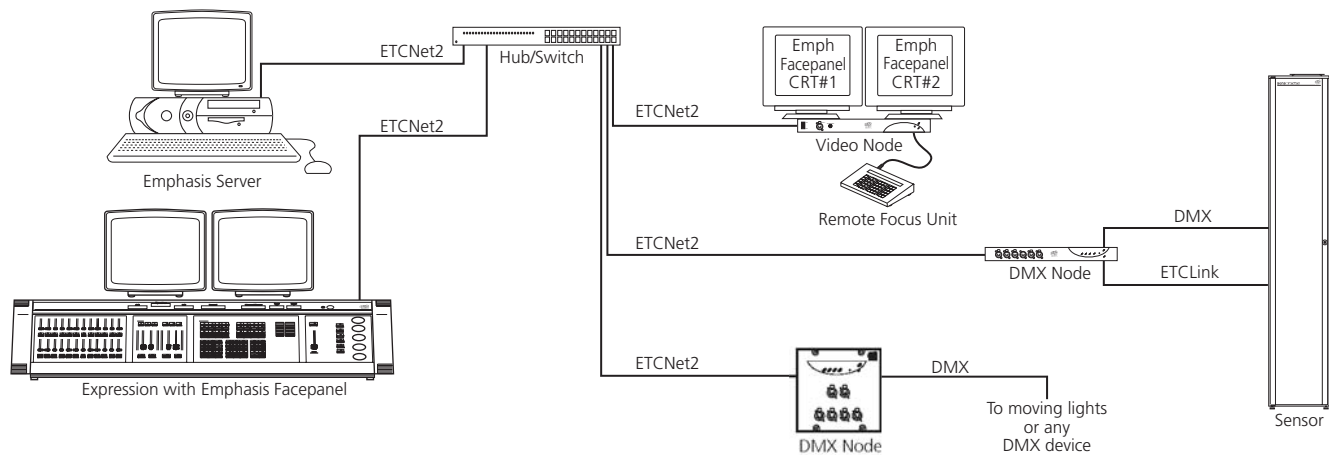 ETCNet2
Hub/Switch
Emph
Facepanel
CRT#1
Emph
Facepanel
CRT#2
ETCNet2
ETCNet2
Video Node
Emphasis Server
Remote Focus Unit
DMX
ETCNet2
DMX Node
ETCLink
Expression with Emphasis Facepanel
ETCNet2
DMX
To moving lights
or any
DMX device
DMX Node
Sensor